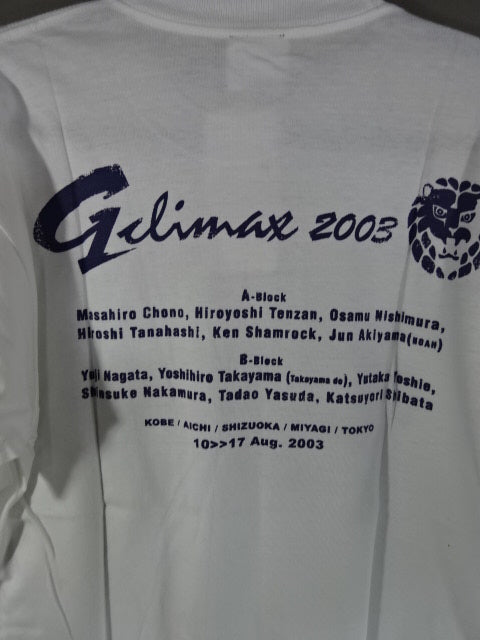 G1 climax 2003
A-Block
Masahiro Chono, Hiroyoshi Tenzan, Osamu Nishimura,
Hiroshi Tanahashi, Ken Shamrock, Jun Akiyama(NOAH)
B-Block
Yuji Nagata, Yoshihiro Takayama (Takayama do), Yutaka Yoshie,
Shinsuke Nakamura, Tadao Yasuda, Katsuyori Shibata
KOBE / AICHI / SHIZUOKA / MIYAGI / TOKYO
10>>17 Aug. 2003